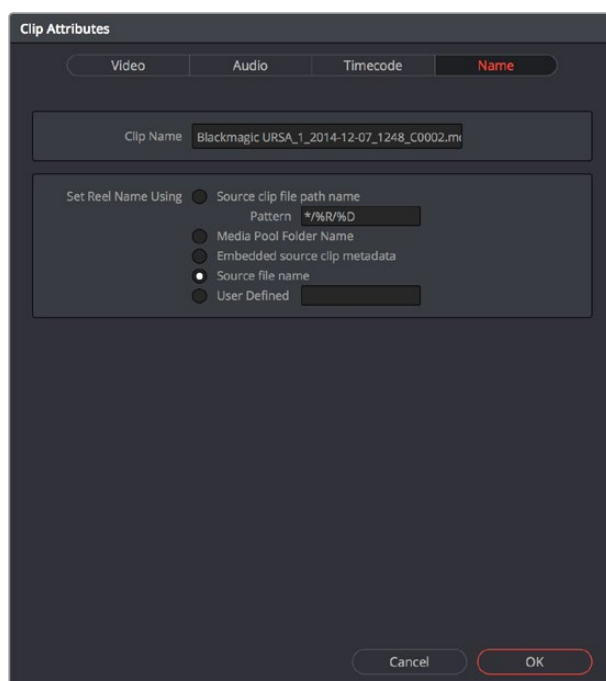 Clip Attributes
Video Audio Timecode Name
Clip Name Blackmagic URSA_1_2014-12-07_1248_C0002.mo
Set Reel Name Using Source clip file path name
Pattern */%R/%D
Media Pool Folder Name
Embedded source clip metadata
Source file name
User Defined
Cancel OK